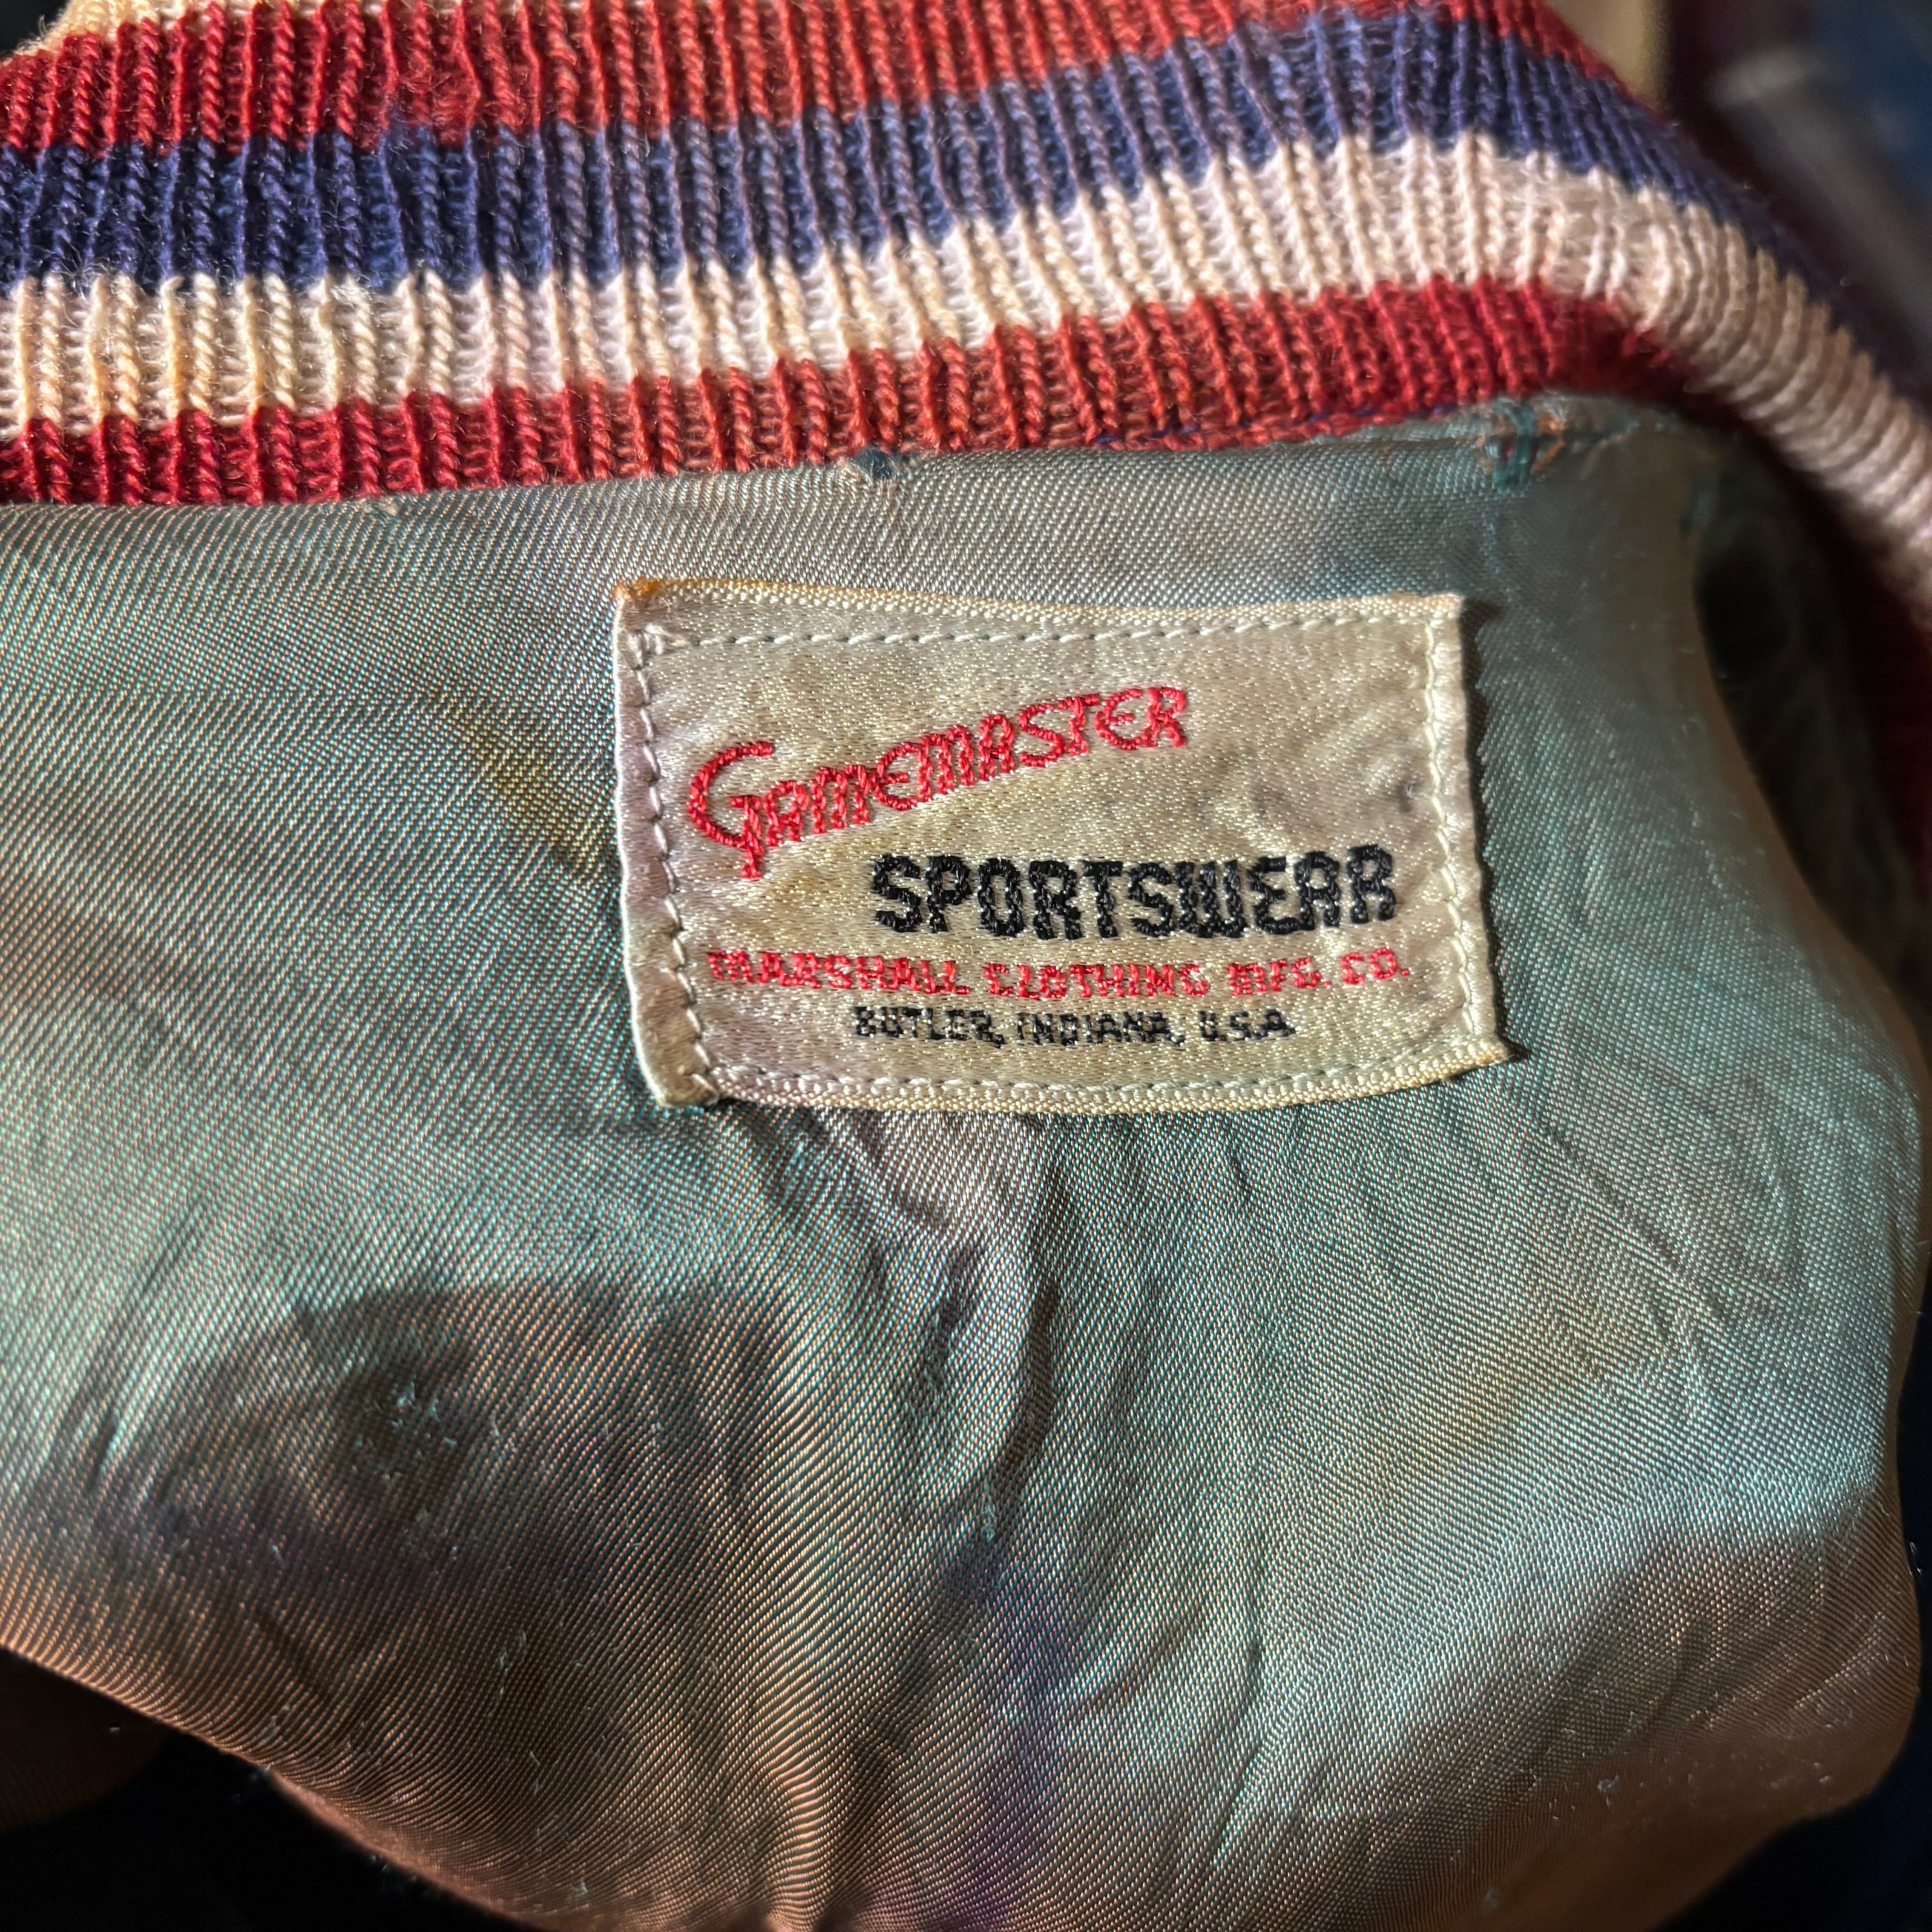 GAMEMASTER
SPORTSWEAR
MARSHALL CLOTHING MFG. CO.
BUTLER, INDIANA, U.S.A.